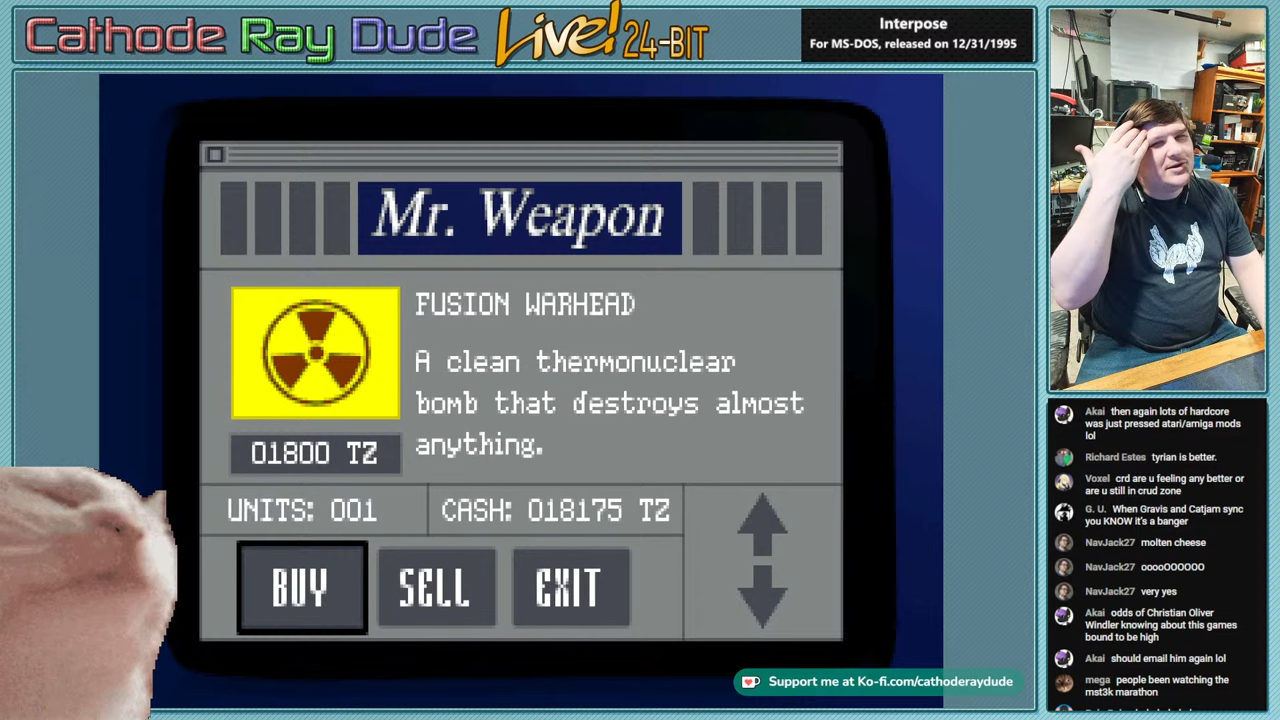 Cathode Ray Dude Live! 24-BIT
Interpose
For MS-DOS, released on 12/31/1995
Mr. Weapon
FUSION WARHEAD
A clean thermonuclear
bomb that destroys almost
anything.
01800 TZ
UNITS: 001
CASH: 018175 TZ
BUY
SELL
EXIT
Support me at Ko-fi.com/cathoderaydude
Akai then again lots of hardcore
was just pressed atari/amiga mods
lol
Richard Estes tyrian is better.
Voxel crd are u feeling any better or
are u still in crud zone
G. U. When Gravis and Catjam sync
you KNOW it's a banger
NavJack27 molten cheese
NavJack27 ooooOOOOOO
NavJack27 very yes
Akai odds of Christian Oliver
Windler knowing about this games
bound to be high
Akai should email him again lol
mega people been watching the
mst3k marathon